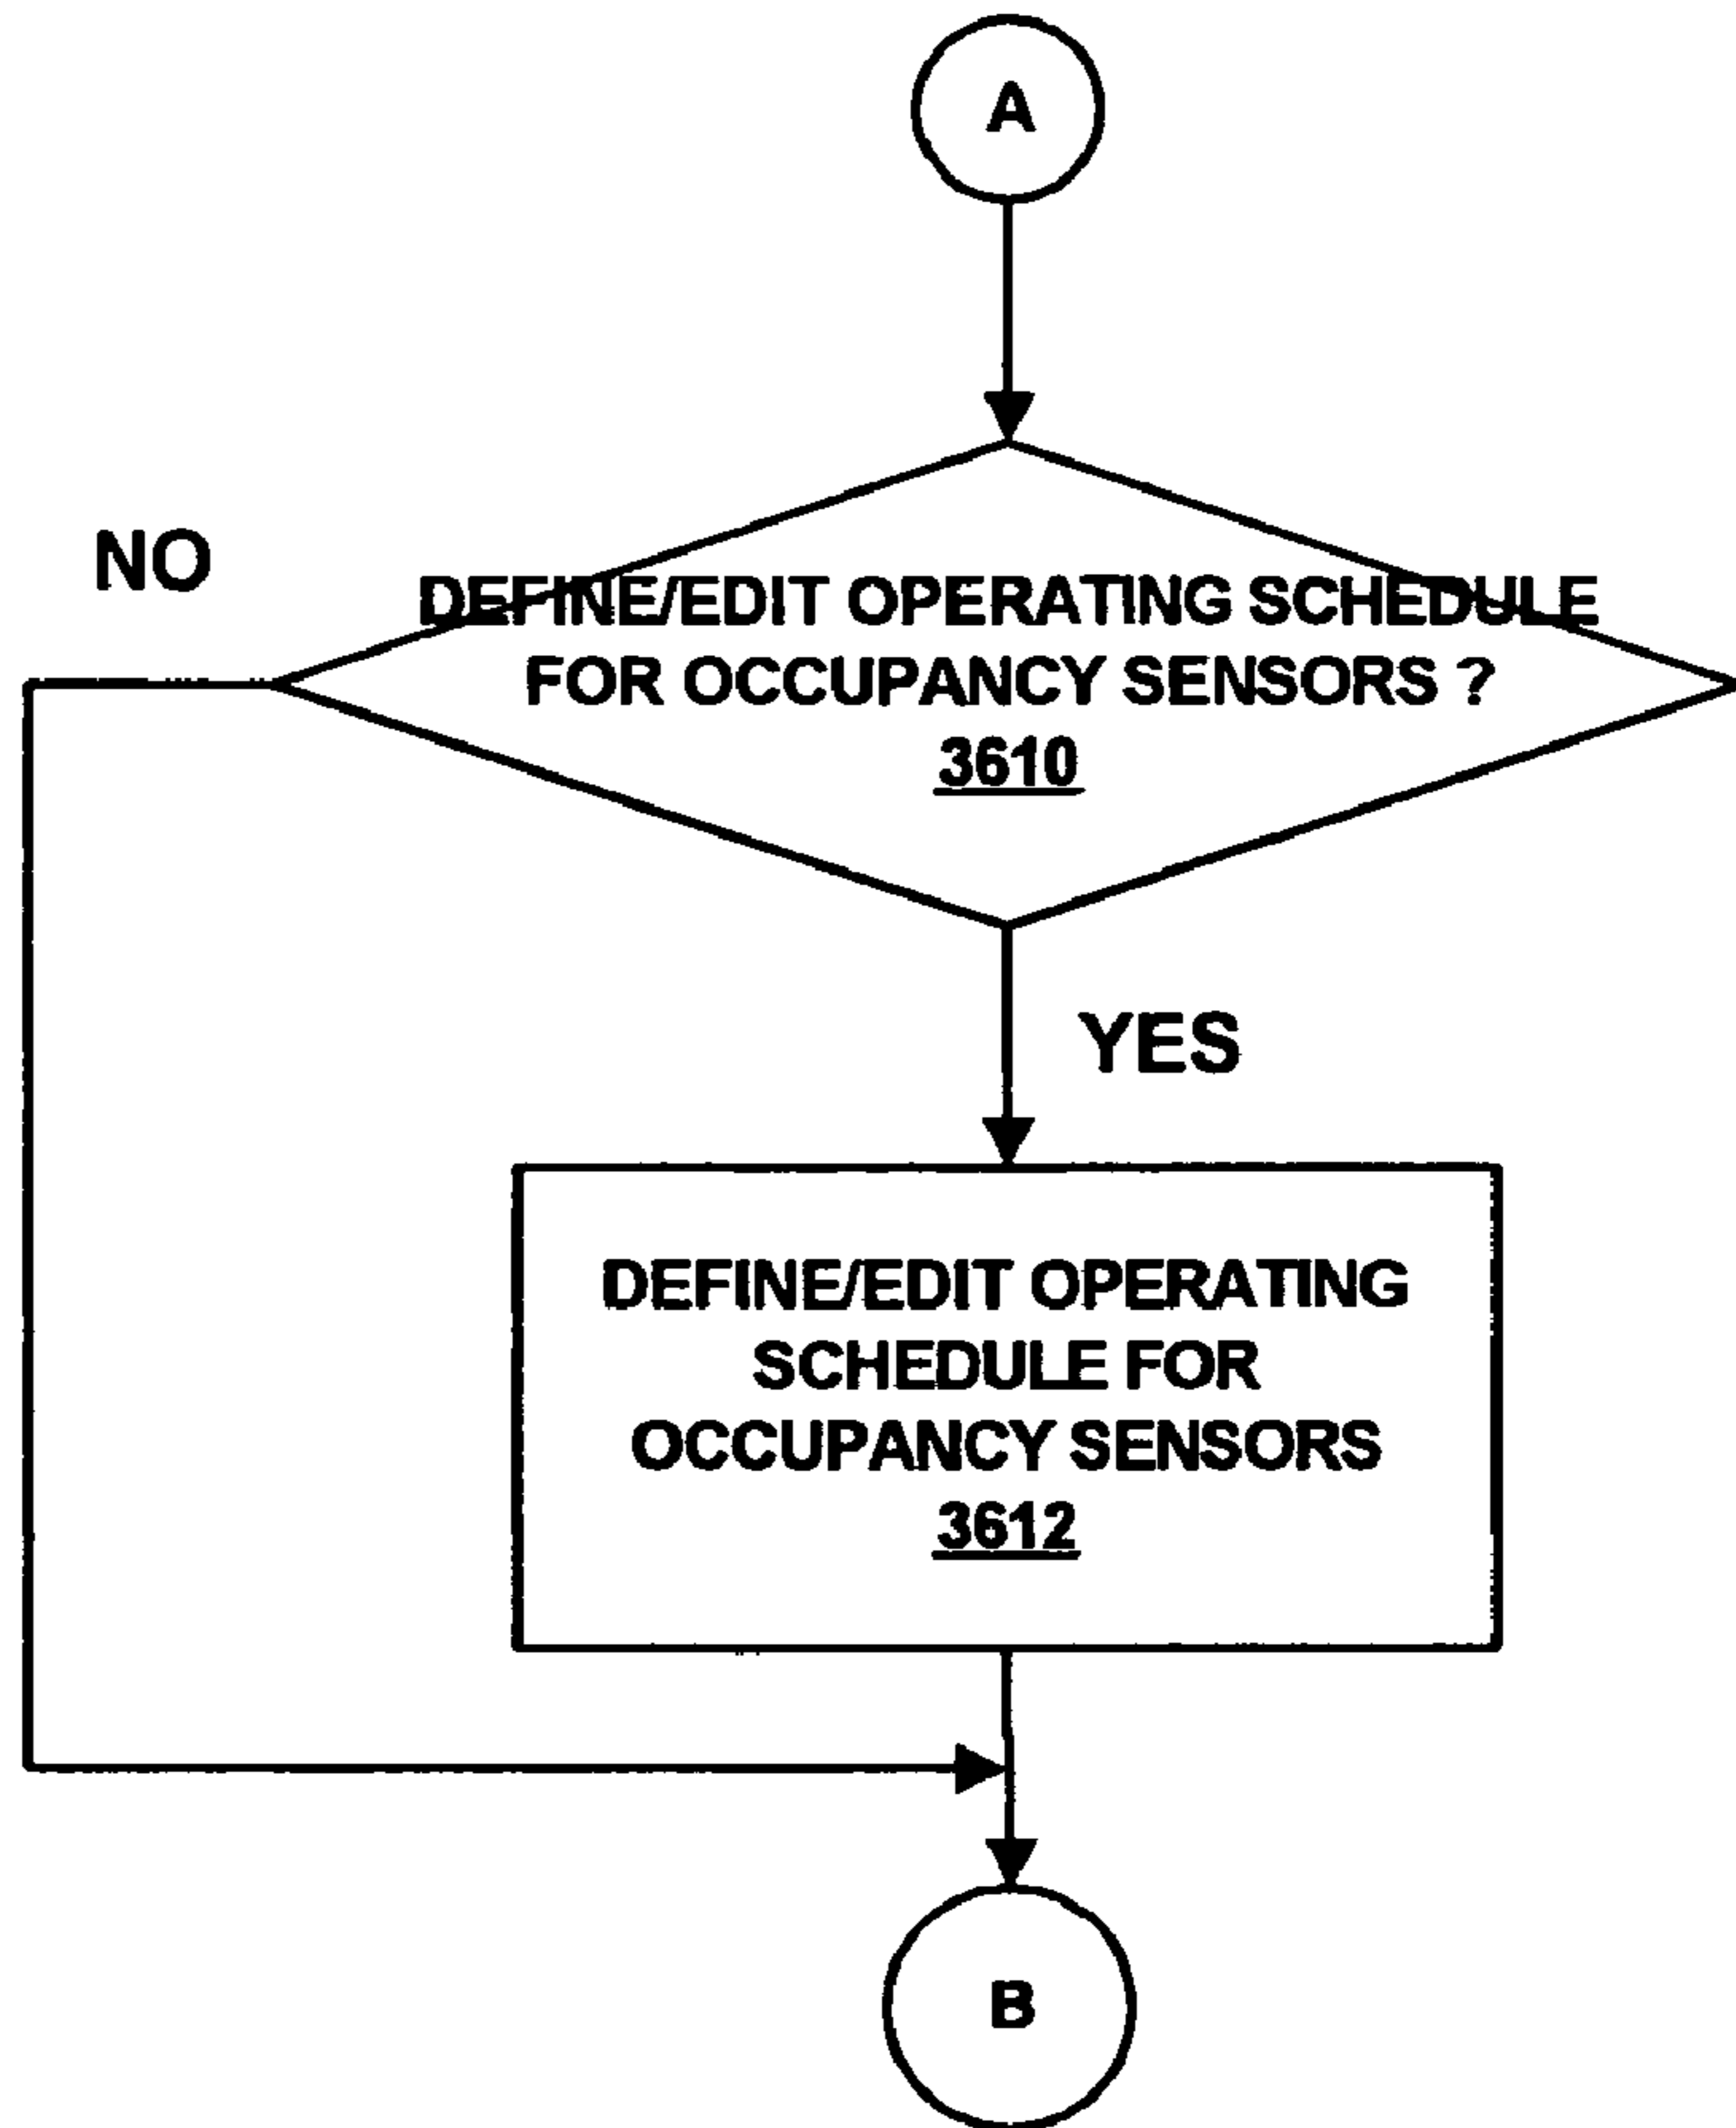 A
NO
DEFINE/EDIT OPERATING SCHEDULE
FOR OCCUPANCY SENSORS ?
3610
YES
DEFINE/EDIT OPERATING
SCHEDULE FOR
OCCUPANCY SENSORS
3612
B